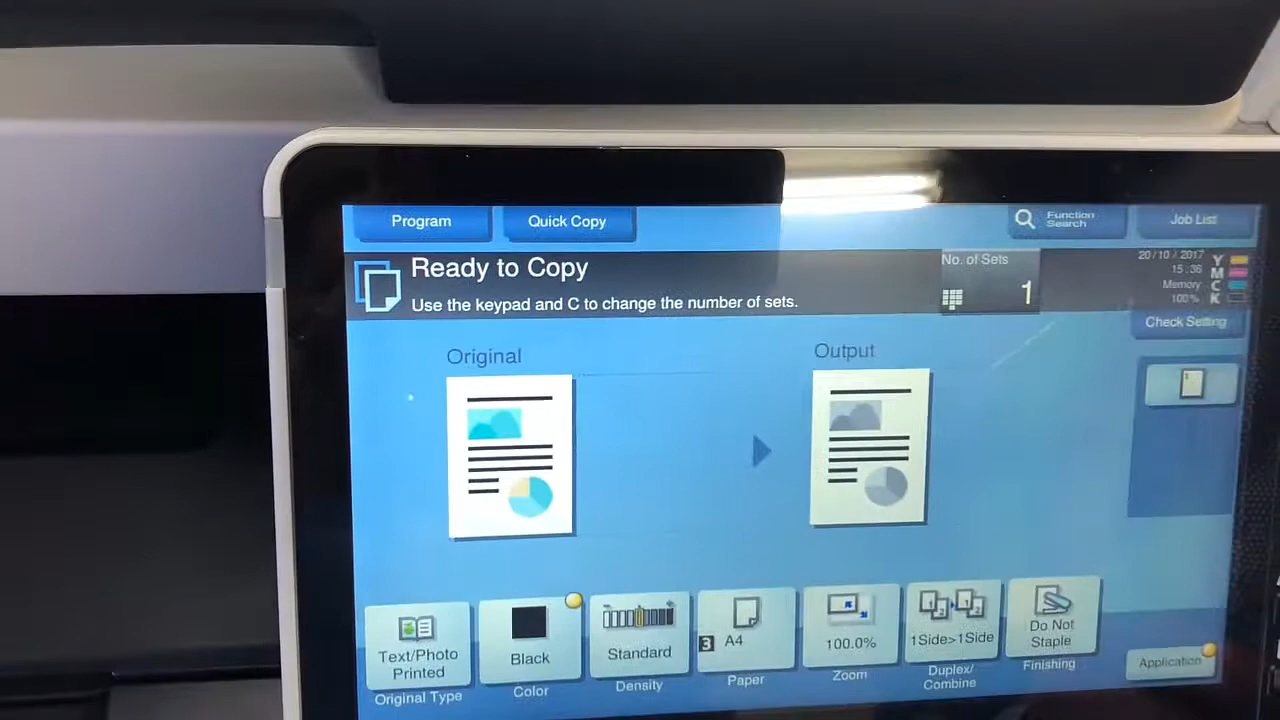 Program
Quick Copy
Function
Search
Job List
Ready to Copy
Use the keypad and C to change the number of sets.
No. of Sets
1
20/10/2017
15:36
Memory
100%
Y
M
C
K
Check Setting
Original
Output
1
Text/Photo
Printed
Original Type
Black
Color
Standard
Density
3 A4
Paper
100.0%
Zoom
1Side>1Side
Duplex/
Combine
Do Not
Staple
Finishing
Application